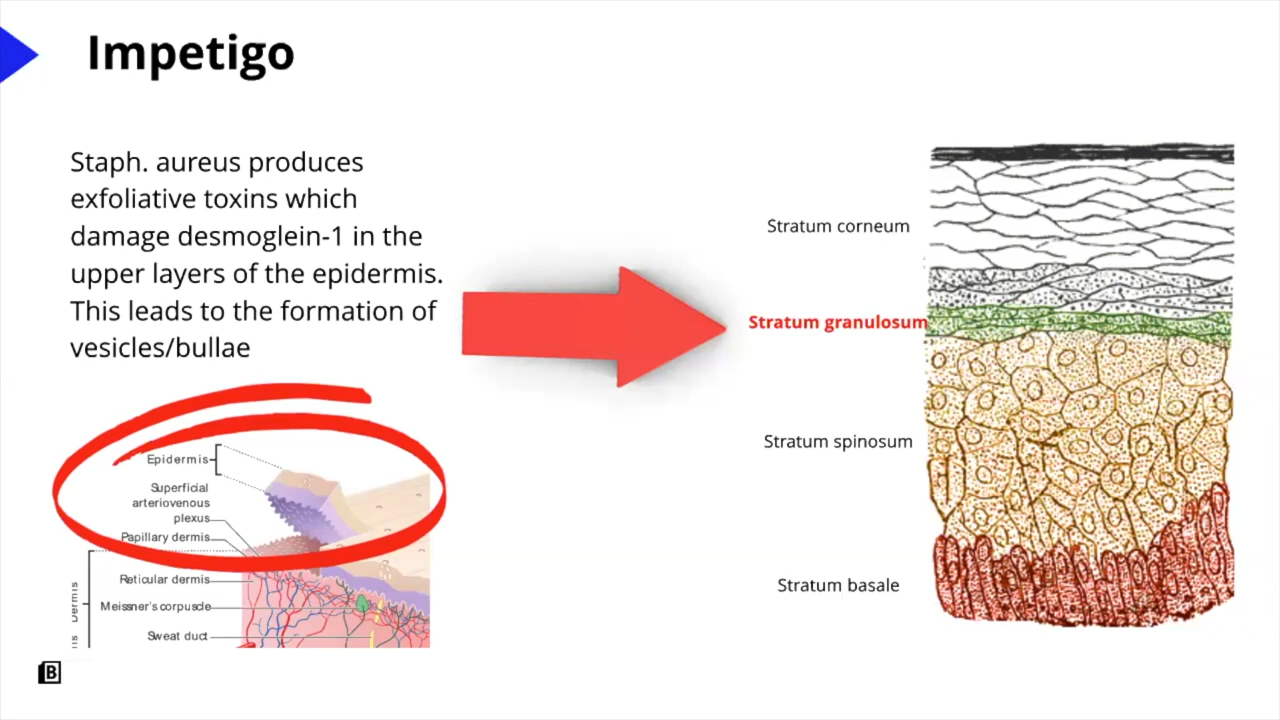 Impetigo
Staph. aureus produces
exfoliative toxins which
damage desmoglein-1 in the
upper layers of the epidermis.
This leads to the formation of
vesicles/bullae
Epidermis
Superficial
arteriovenous
plexus
Papillary dermis
Reticular dermis
Meissner's corpuscle
Sweat duct
Dermis
is
Stratum corneum
Stratum granulosum
Stratum spinosum
Stratum basale
B